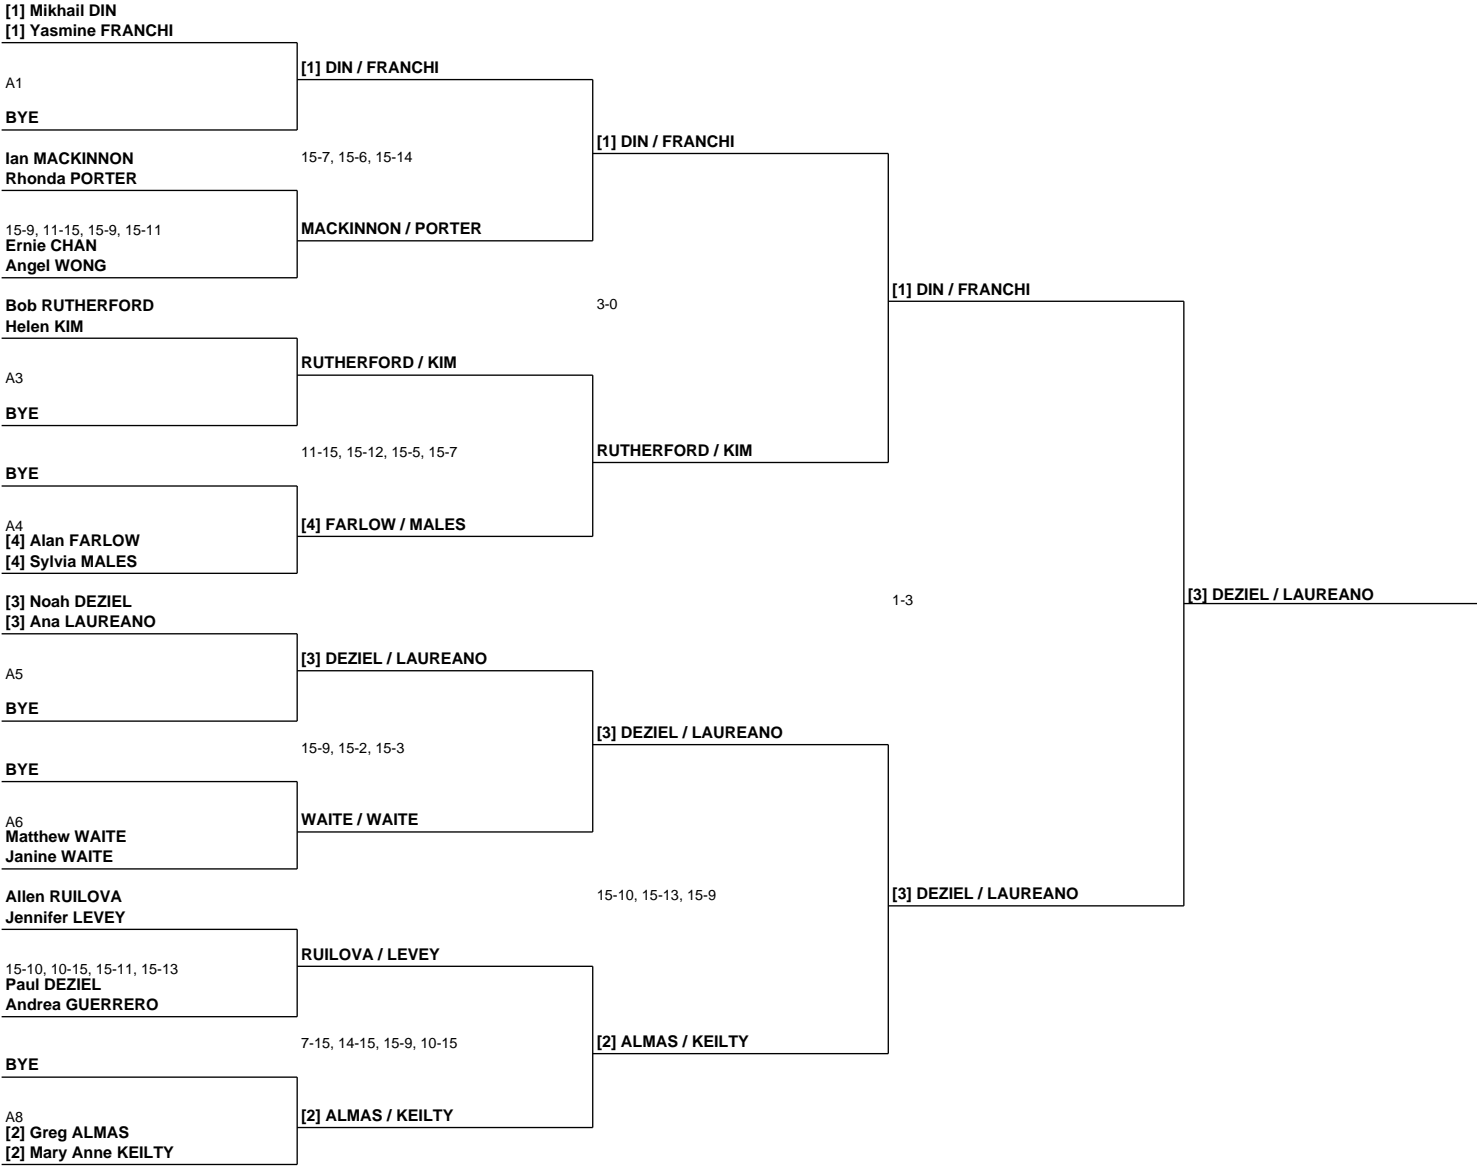 [1] Mikhail DIN
[1] Yasmine FRANCHI
A1
BYE
Ian MACKINNON
Rhonda PORTER
15-9, 11-15, 15-9, 15-11
Ernie CHAN
Angel WONG
Bob RUTHERFORD
Helen KIM
A3
BYE
BYE
A4
[4] Alan FARLOW
[4] Sylvia MALES
[3] Noah DEZIEL
[3] Ana LAUREANO
A5
BYE
BYE
A6
Matthew WAITE
Janine WAITE
Allen RUILOVA
Jennifer LEVEY
15-10, 10-15, 15-11, 15-13
Paul DEZIEL
Andrea GUERRERO
BYE
A8
[2] Greg ALMAS
[2] Mary Anne KEILTY
[1] DIN / FRANCHI
15-7, 15-6, 15-14
MACKINNON / PORTER
RUTHERFORD / KIM
11-15, 15-12, 15-5, 15-7
[4] FARLOW / MALES
[3] DEZIEL / LAUREANO
15-9, 15-2, 15-3
WAITE / WAITE
RUILOVA / LEVEY
7-15, 14-15, 15-9, 10-15
[2] ALMAS / KEILTY
[1] DIN / FRANCHI
3-0
RUTHERFORD / KIM
[3] DEZIEL / LAUREANO
15-10, 15-13, 15-9
[2] ALMAS / KEILTY
[1] DIN / FRANCHI
1-3
[3] DEZIEL / LAUREANO
[3] DEZIEL / LAUREANO